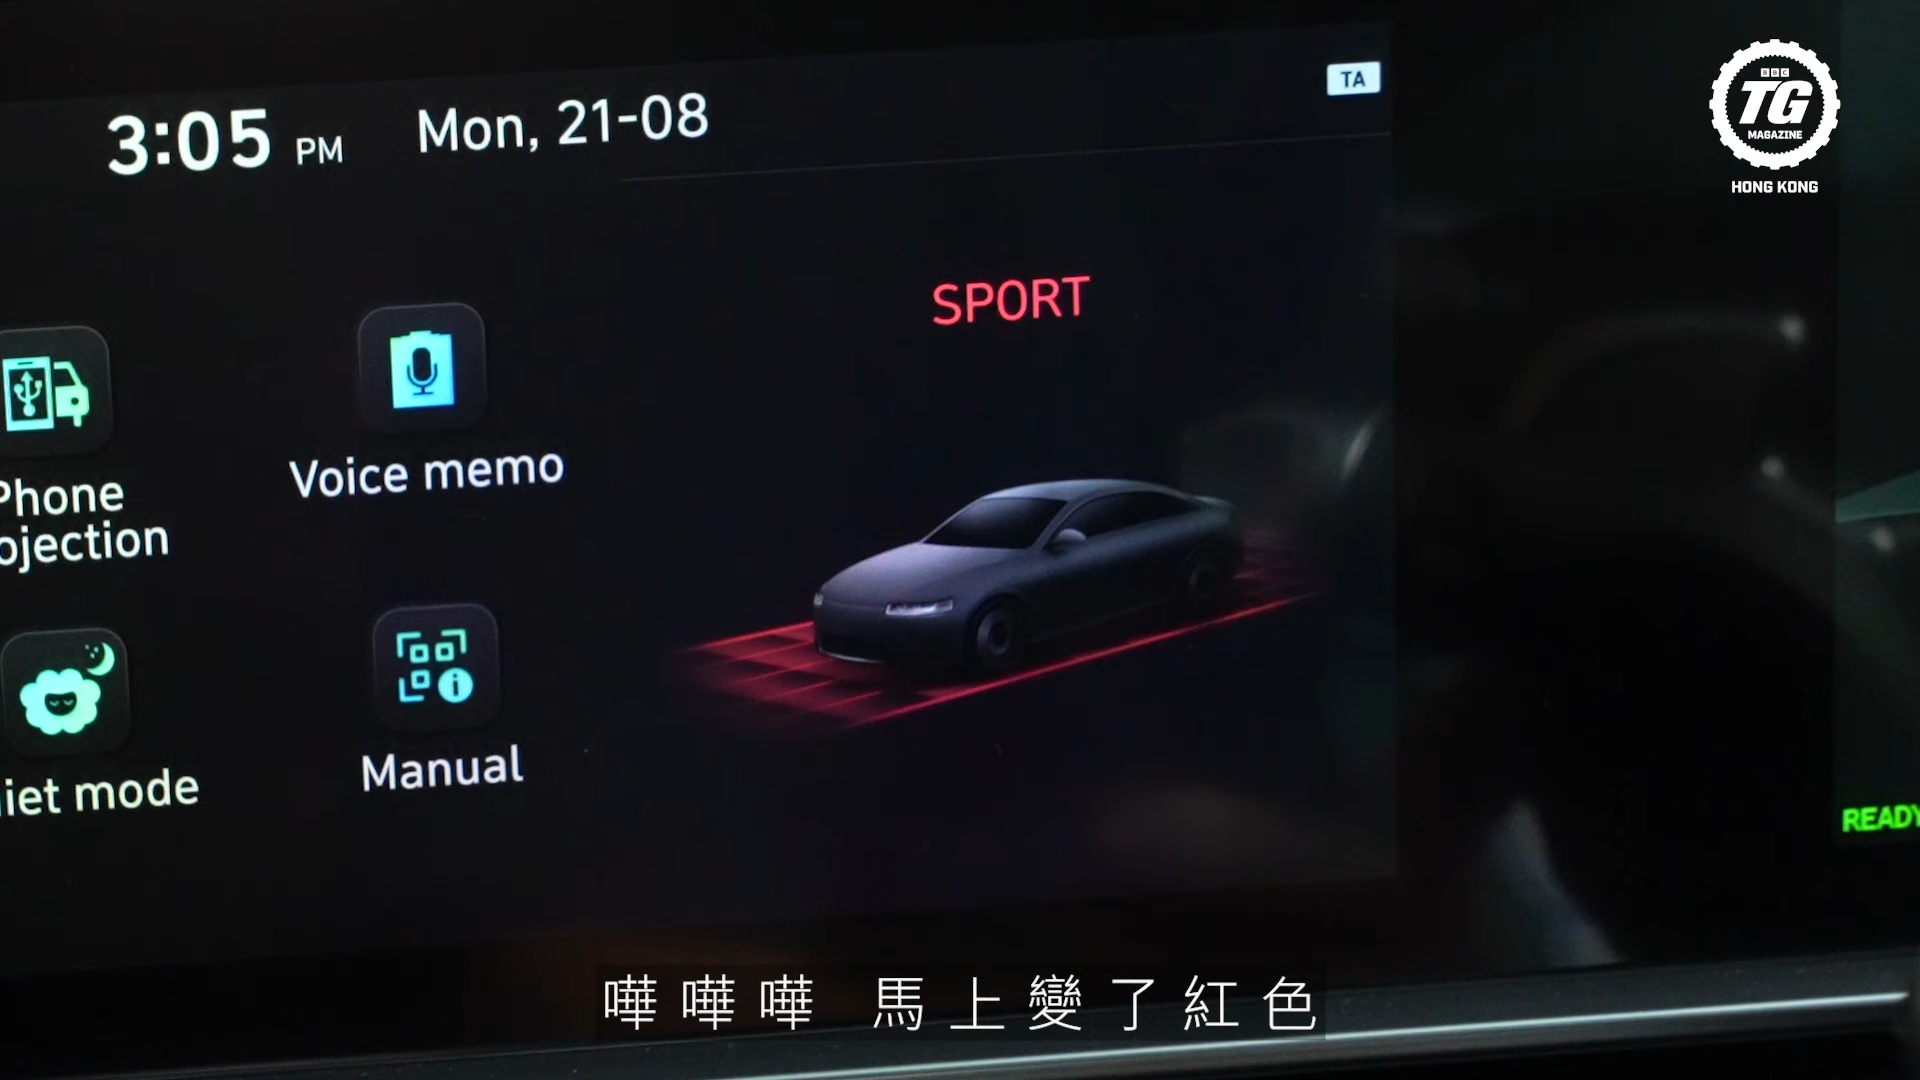 BBC
TG
MAGAZINE
HONG KONG
TA
3:05 PM Mon, 21-08
SPORT
Phone
ojection
Voice memo
iet mode
Manual
READY
嘩嘩嘩 馬上變了紅色